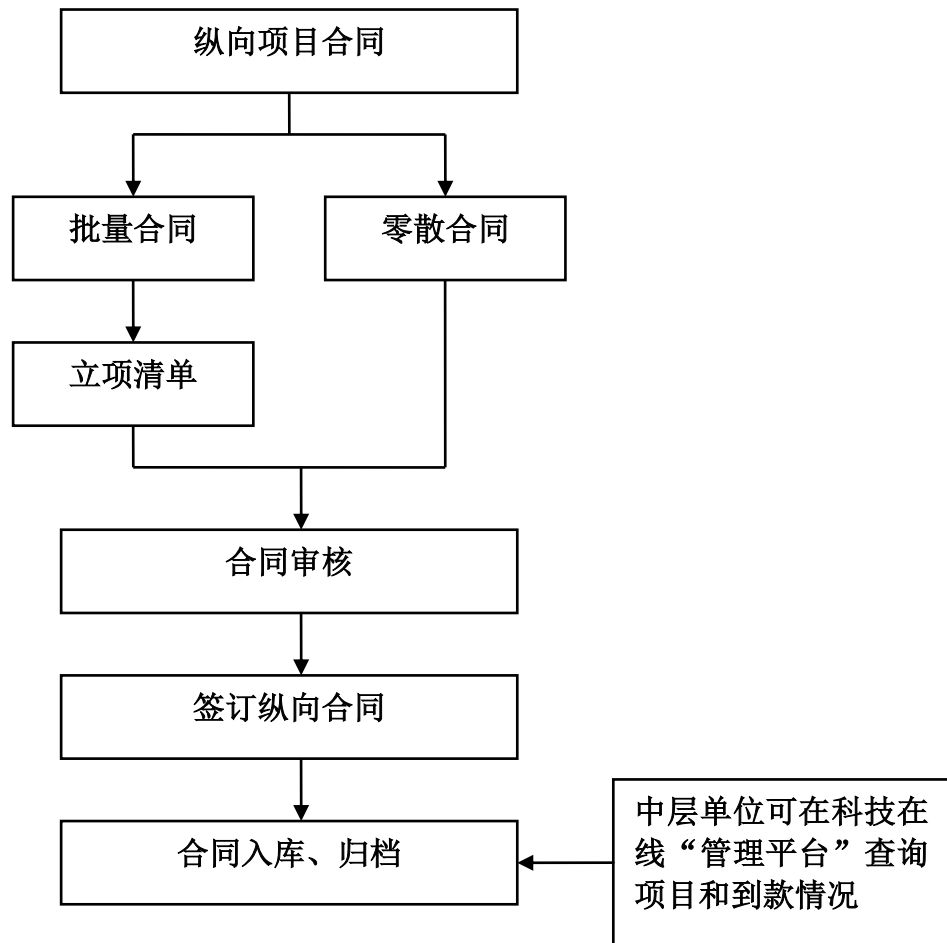 纵向项目合同
批量合同
零散合同
立项清单
合同审核
签订纵向合同
合同入库、归档
中层单位可在科技在
线“管理平台”查询
项目和到款情况